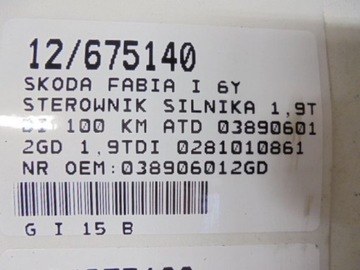 12/675140
SKODA FABIA I 6Y
STEROWNIK SILNIKA 1,9T
DI 100 KM ATD 03890601
2GD 1,9TDI 0281010861
NR OEM:038906012GD
G I 15 B